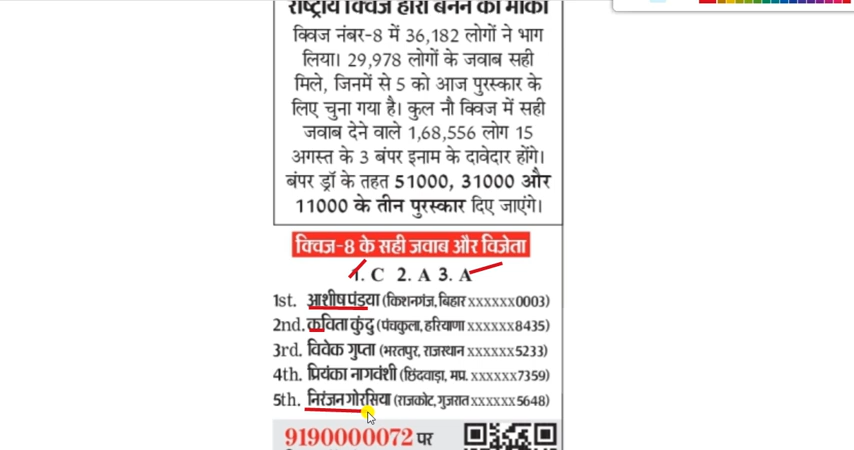 राष्ट्रीय क्विज हीरो बनने का मौका
क्विज नंबर-8 में 36,182 लोगों ने भाग
लिया। 29,978 लोगों के जवाब सही
मिले, जिनमें से 5 को आज पुरस्कार के
लिए चुना गया है। कुल नौ क्विज में सही
जवाब देने वाले 1,68,556 लोग 15
अगस्त के 3 बंपर इनाम के दावेदार होंगे।
बंपर ड्रॉ के तहत 51000, 31000 और
11000 के तीन पुरस्कार दिए जाएंगे।
क्विज-8 के सही जवाब और विजेता
1. C 2. A 3. A
1st. आशीष पंड्या (किशनगंज, बिहार xxxxxx0003)
2nd. कविता कुंदु (पंचकुला, हरियाणा xxxxxx8435)
3rd. विवेक गुप्ता (भरतपुर, राजस्थान xxxxxx5233)
4th. प्रियंका नागवंशी (छिंदवाड़ा, मप्र. xxxxxx7359)
5th. निरंजन गोरसिया (राजकोट, गुजरात xxxxxx5648)
9190000072 पर